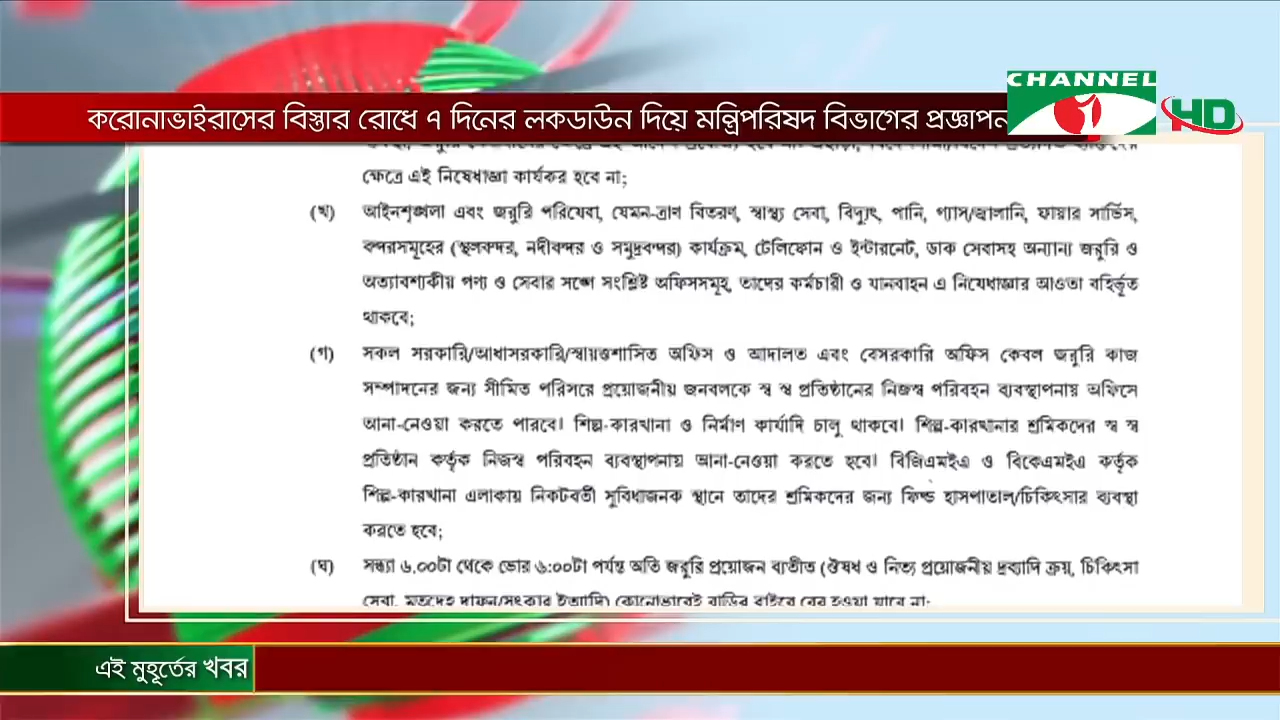 CHANNEL
HD
করোনাভাইরাসের বিস্তার রোধে ৭ দিনের লকডাউন দিয়ে মন্ত্রিপরিষদ বিভাগের প্রজ্ঞাপন
ক্ষেত্রে এই নিষেধাজ্ঞা কার্যকর হবে না;
(খ) আইনশৃঙ্খলা এবং জরুরি পরিষেবা, যেমন-ত্রাণ বিতরণ, স্বাস্থ্য সেবা, বিদ্যুৎ, পানি, গ্যাস/জ্বালানি, ফায়ার সার্ভিস,
বন্দরসমূহের (স্থলবন্দর, নদীবন্দর ও সমুদ্রবন্দর) কার্যক্রম, টেলিফোন ও ইন্টারনেট, ডাক সেবাসহ অন্যান্য জরুরি ও
অত্যাবশ্যকীয় পণ্য ও সেবার সঙ্গে সংশ্লিষ্ট অফিসসমূহ, তাদের কর্মচারী ও যানবাহন এ নিষেধাজ্ঞার আওতা বহির্ভূত
থাকবে;
(গ) সকল সরকারি/আধাসরকারি/স্বায়ত্তশাসিত অফিস ও আদালত এবং বেসরকারি অফিস কেবল জরুরি কাজ
সম্পাদনের জন্য সীমিত পরিসরে প্রয়োজনীয় জনবলকে স্ব স্ব প্রতিষ্ঠানের নিজস্ব পরিবহন ব্যবস্থাপনায় অফিসে
আনা-নেওয়া করতে পারবে। শিল্প-কারখানা ও নির্মাণ কার্যাদি চালু থাকবে। শিল্প-কারখানার শ্রমিকদের স্ব স্ব
প্রতিষ্ঠান কর্তৃক নিজস্ব পরিবহন ব্যবস্থাপনায় আনা-নেওয়া করতে হবে। বিজিএমইএ ও বিকেএমইএ কর্তৃক
শিল্প-কারখানা এলাকায় নিকটবর্তী সুবিধাজনক স্থানে তাদের শ্রমিকদের জন্য ফিল্ড হাসপাতাল/চিকিৎসার ব্যবস্থা
করতে হবে;
(ঘ) সন্ধ্যা ৬.০০টা থেকে ভোর ৬:০০টা পর্যন্ত অতি জরুরি প্রয়োজন ব্যতীত (ঔষধ ও নিত্য প্রয়োজনীয় দ্রব্যাদি ক্রয়, চিকিৎসা
সেবা, মৃতদেহ দাফন/সৎকার ইত্যাদি) কোনোভাবেই বাড়ির বাইরে বের হওয়া যাবে না;
এই মুহূর্তের খবর